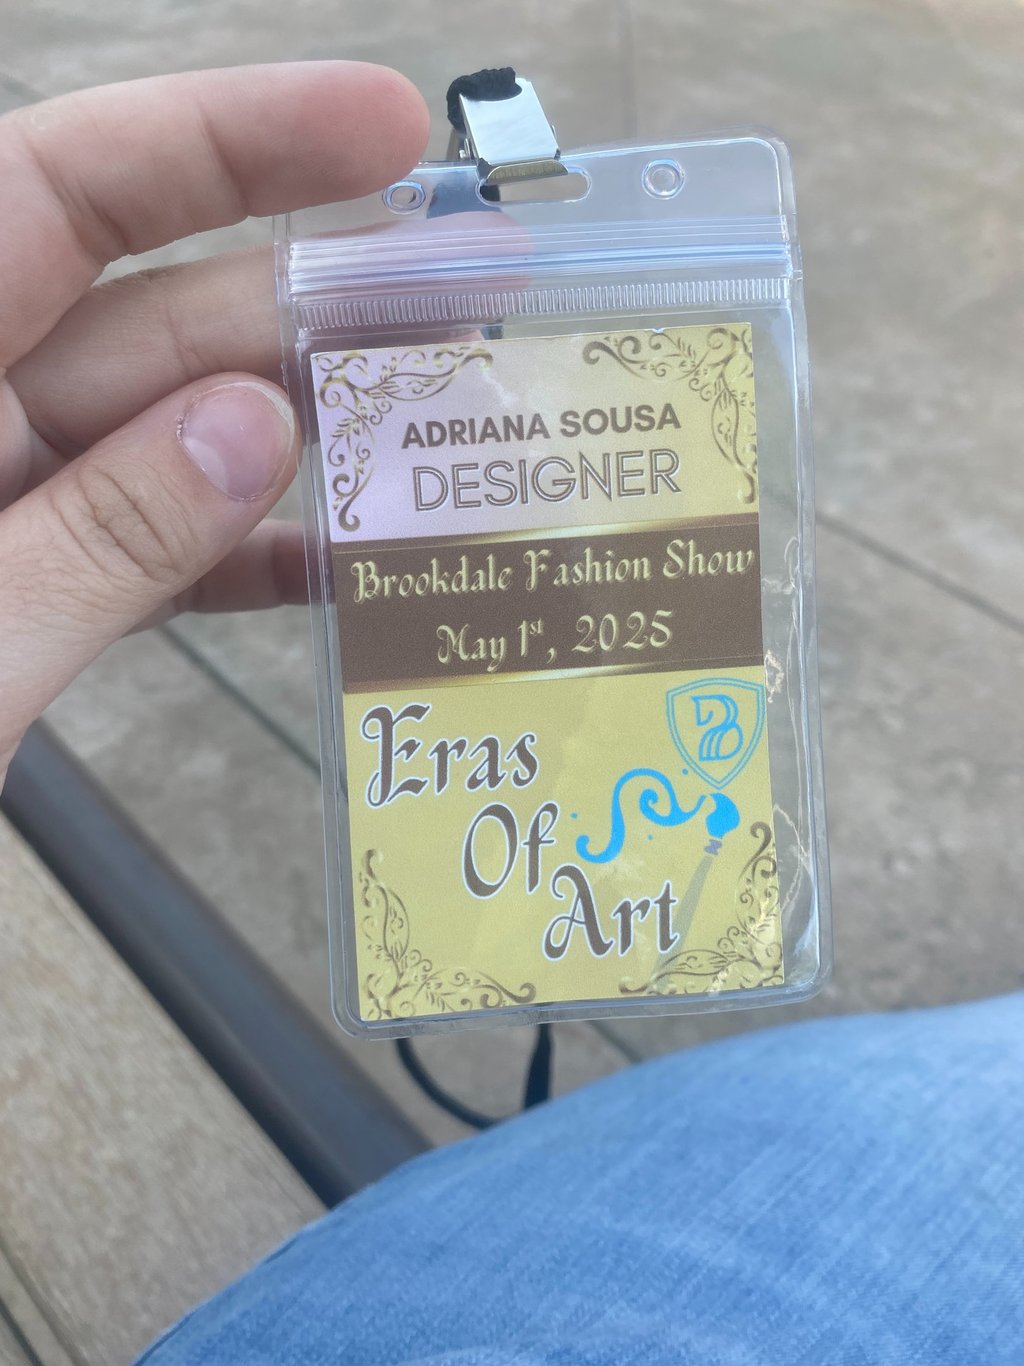 ADRIANA SOUSA
DESIGNER
Brookdale Fashion Show
May 1st, 2025
B
Eras
Of
Art